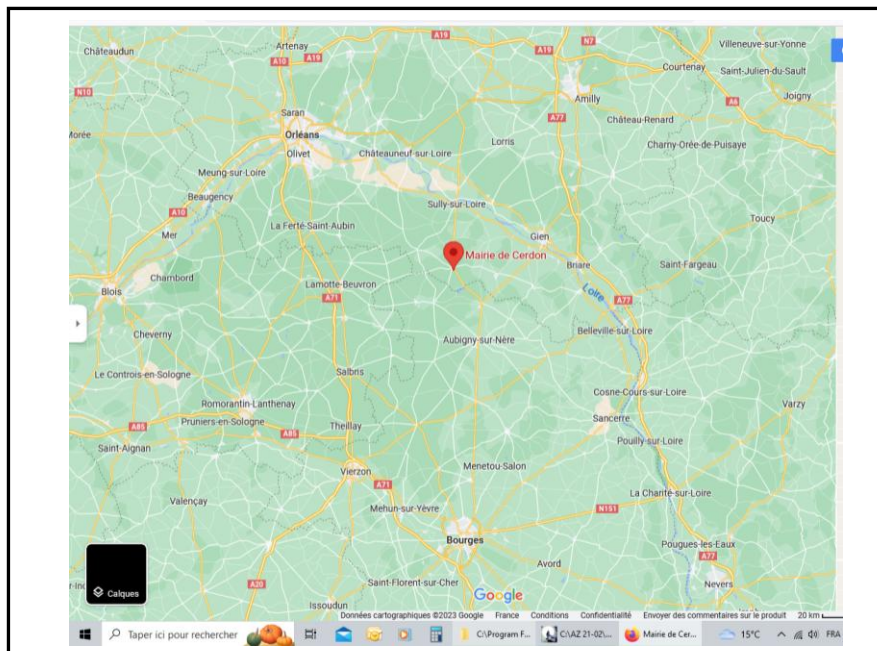 A19
N7
Villeneuve-sur-Yonne
Châteaudun
Artenay
A19
A19
Courtenay
Saint-Julien-du-Sault
A10
N10
Joigny
A6
Amilly
Saran
Château-Renard
A77
Orléans
Lorris
Charny-Orée-de-Puisaye
Olivet
Châteauneuf-sur-Loire
Meung-sur-Loire
Beaugency
Sully-sur-Loire
A10
Toucy
La Ferté-Saint-Aubin
Mer
Gien
Mairie de Cerdon
Briare
Saint-Fargeau
Chambord
Lamotte-Beuvron
Blois
Loire
A71
A77
Belleville-sur-Loire
Cheverny
Aubigny-sur-Nère
Le Controis-en-Sologne
Salbris
Cosne-Cours-sur-Loire
Romorantin-Lanthenay
Varzy
Sancerre
Pruniers-en-Sologne
A85
Theillay
A85
Pouilly-sur-Loire
Saint-Aignan
Menetou-Salon
Vierzon
A71
La Charité-sur-Loire
Valençay
Mehun-sur-Yèvre
N151
Bourges
Pougues-les-Eaux
A77
Avord
A20
Saint-Florent-sur-Cher
Nevers
Calques
Google
Issoudun
Données cartographiques ©2023 Google France Conditions Confidentialité Envoyer des commentaires sur le produit 20 km
Taper ici pour rechercher
C:\Program F...
C:\AZ 21-02\...
Mairie de Cer...
15°C
FRA